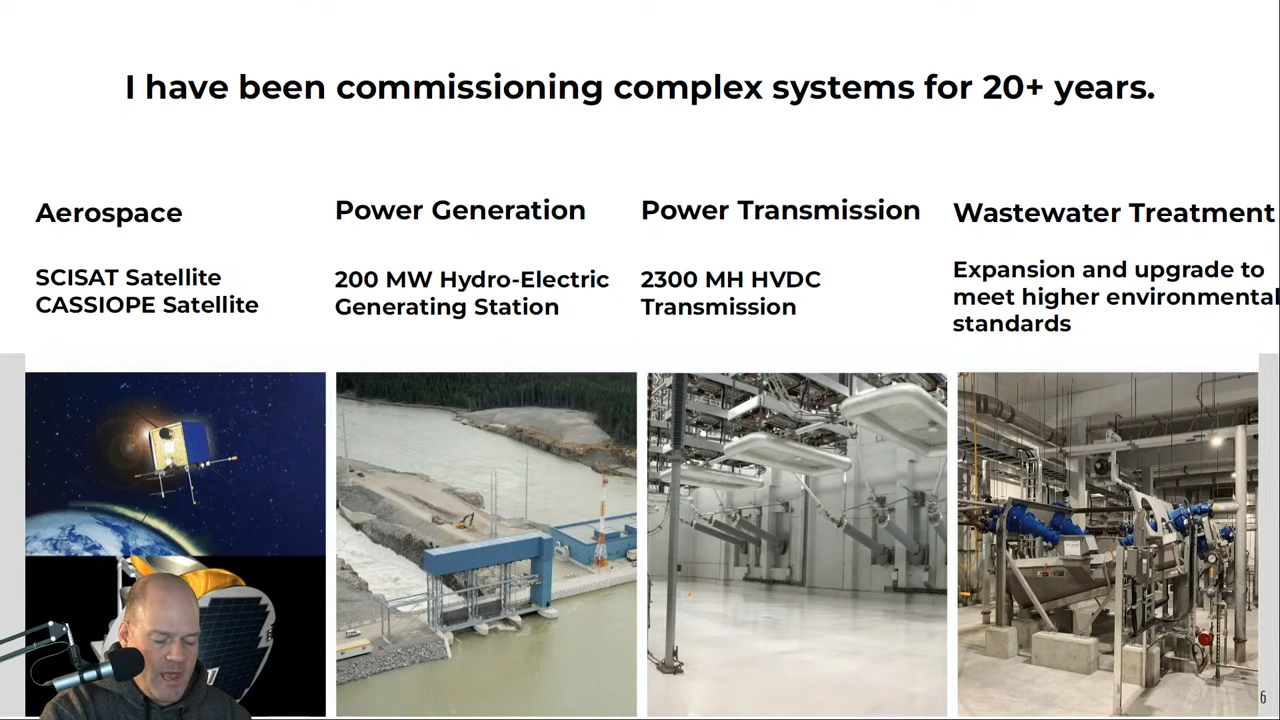 I have been commissioning complex systems for 20+ years.
Aerospace
SCISAT Satellite
CASSIOPE Satellite
Power Generation
200 MW Hydro-Electric
Generating Station
Power Transmission
2300 MH HVDC
Transmission
Wastewater Treatment
Expansion and upgrade to
meet higher environmental
standards
6